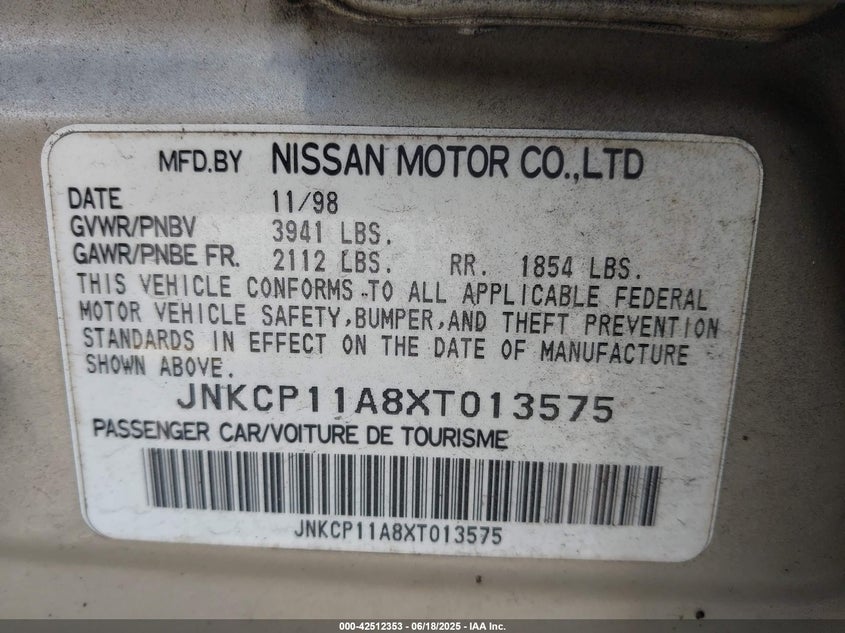 MFD.BY NISSAN MOTOR CO.,LTD
DATE 11/98
GVWR/PNBV 3941 LBS.
GAWR/PNBE FR. 2112 LBS. RR. 1854 LBS.
THIS VEHICLE CONFORMS TO ALL APPLICABLE FEDERAL
MOTOR VEHICLE SAFETY,BUMPER,AND THEFT PREVENTION
STANDARDS IN EFFECT ON THE DATE OF MANUFACTURE
SHOWN ABOVE.
JNKCP11A8XT013575
PASSENGER CAR/VOITURE DE TOURISME
JNKCP11A8XT013575
000-42512353 - 06/18/2025 - IAA Inc.